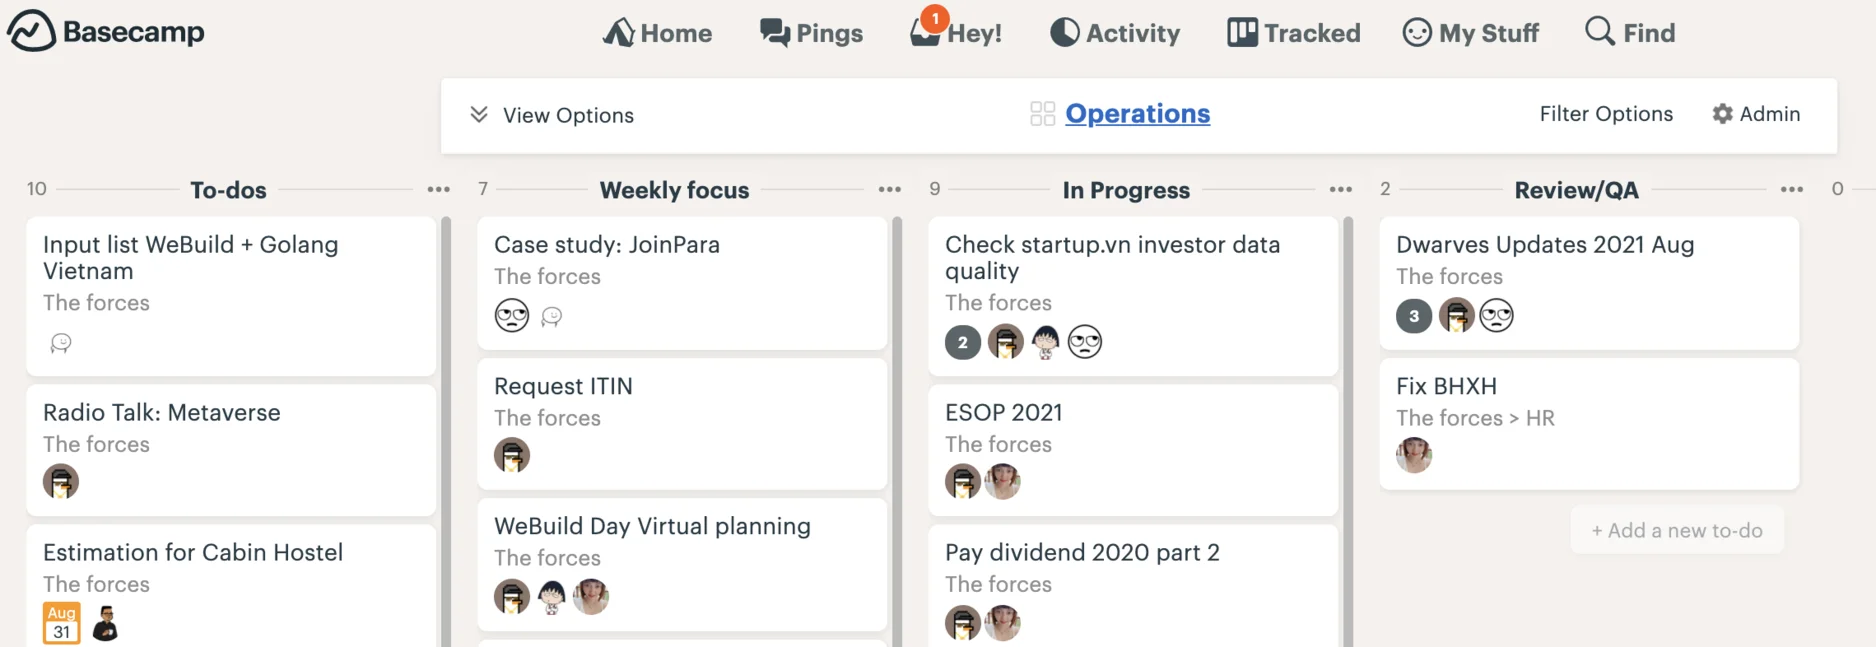 Basecamp
Home
Pings
1
Hey!
Activity
Tracked
My Stuff
Find
View Options
Operations
Filter Options
Admin
10
To-dos
7
Weekly focus
9
In Progress
2
Review/QA
0
Input list WeBuild + Golang
Vietnam
The forces
Radio Talk: Metaverse
The forces
Estimation for Cabin Hostel
The forces
Aug
31
Case study: JoinPara
The forces
Request ITIN
The forces
WeBuild Day Virtual planning
The forces
Check startup.vn investor data
quality
The forces
2
ESOP 2021
The forces
Pay dividend 2020 part 2
The forces
Dwarves Updates 2021 Aug
The forces
3
Fix BHXH
The forces > HR
+ Add a new to-do